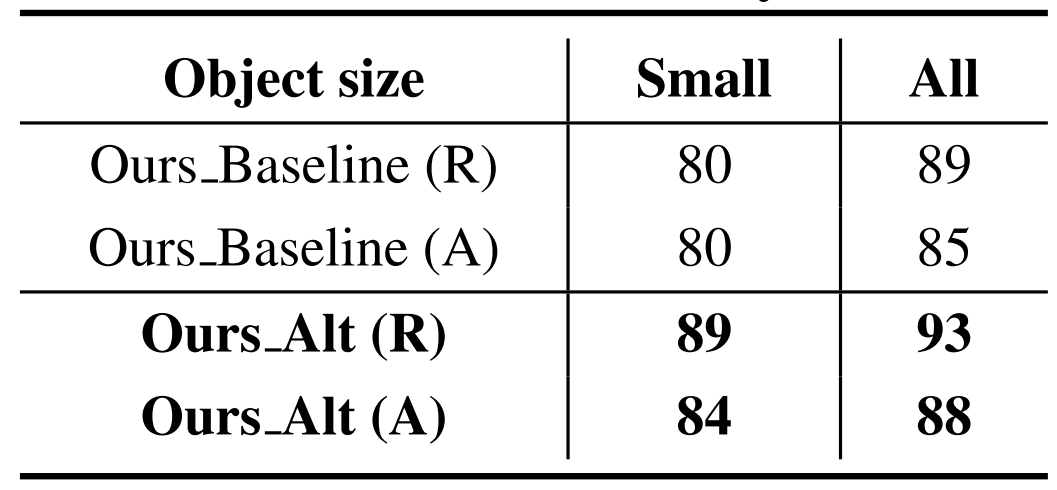 Object size Small All
Ours_Baseline (R) 80 89
Ours_Baseline (A) 80 85
Ours_Alt (R) 89 93
Ours_Alt (A) 84 88